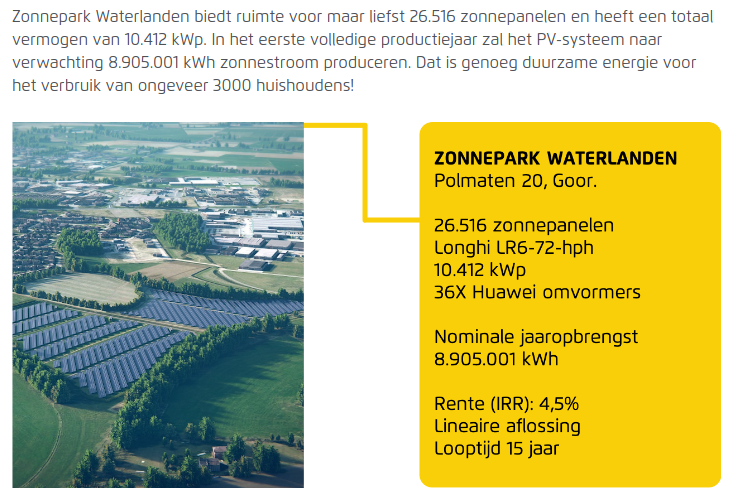 Zonnepark Waterlanden biedt ruimte voor maar liefst 26.516 zonnepanelen en heeft een totaal
vermogen van 10.412 kWp. In het eerste volledige productiejaar zal het PV-systeem naar
verwachting 8.905.001 kWh zonnestroom produceren. Dat is genoeg duurzame energie voor
het verbruik van ongeveer 3000 huishoudens!
ZONNEPARK WATERLANDEN
Polmaten 20, Goor.
26.516 zonnepanelen
Longhi LR6-72-hph
10.412 kWp
36X Huawei omvormers
Nominale jaaropbrengst
8.905.001 kWh
Rente (IRR): 4,5%
Lineaire aflossing
Looptijd 15 jaar